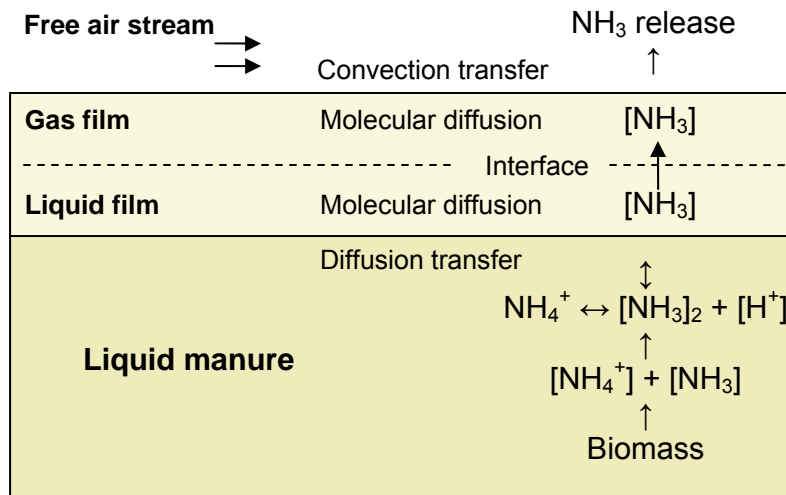 Free air stream
NH₃ release
→
→
↑
Convection transfer
Gas film Molecular diffusion [NH₃]
Interface
Liquid film Molecular diffusion [NH₃]
Diffusion transfer
↕
NH₄⁺ ↔ [NH₃]₂ + [H⁺]
Liquid manure
↑
[NH₄⁺] + [NH₃]
↑
Biomass